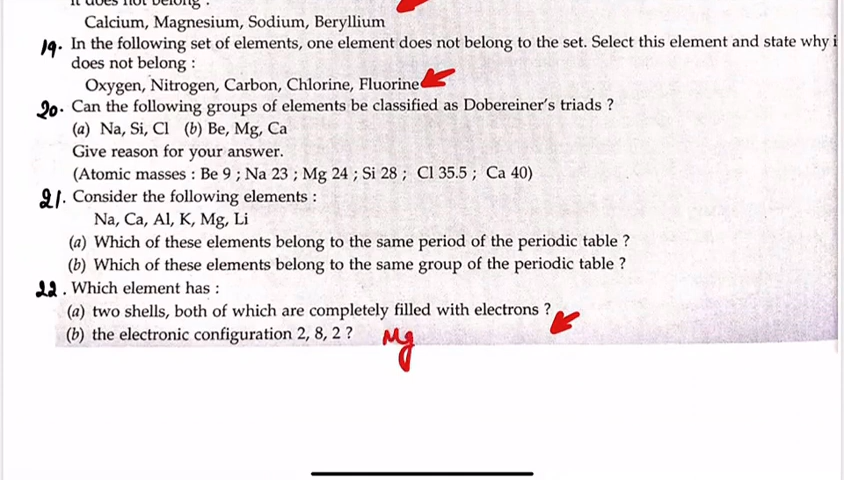 it does not belong :
Calcium, Magnesium, Sodium, Beryllium
19. In the following set of elements, one element does not belong to the set. Select this element and state why i
does not belong :
Oxygen, Nitrogen, Carbon, Chlorine, Fluorine
20. Can the following groups of elements be classified as Dobereiner's triads ?
(a) Na, Si, Cl (b) Be, Mg, Ca
Give reason for your answer.
(Atomic masses : Be 9 ; Na 23 ; Mg 24 ; Si 28 ; Cl 35.5 ; Ca 40)
21. Consider the following elements :
Na, Ca, Al, K, Mg, Li
(a) Which of these elements belong to the same period of the periodic table ?
(b) Which of these elements belong to the same group of the periodic table ?
22. Which element has :
(a) two shells, both of which are completely filled with electrons ?
(b) the electronic configuration 2, 8, 2 ? Mg